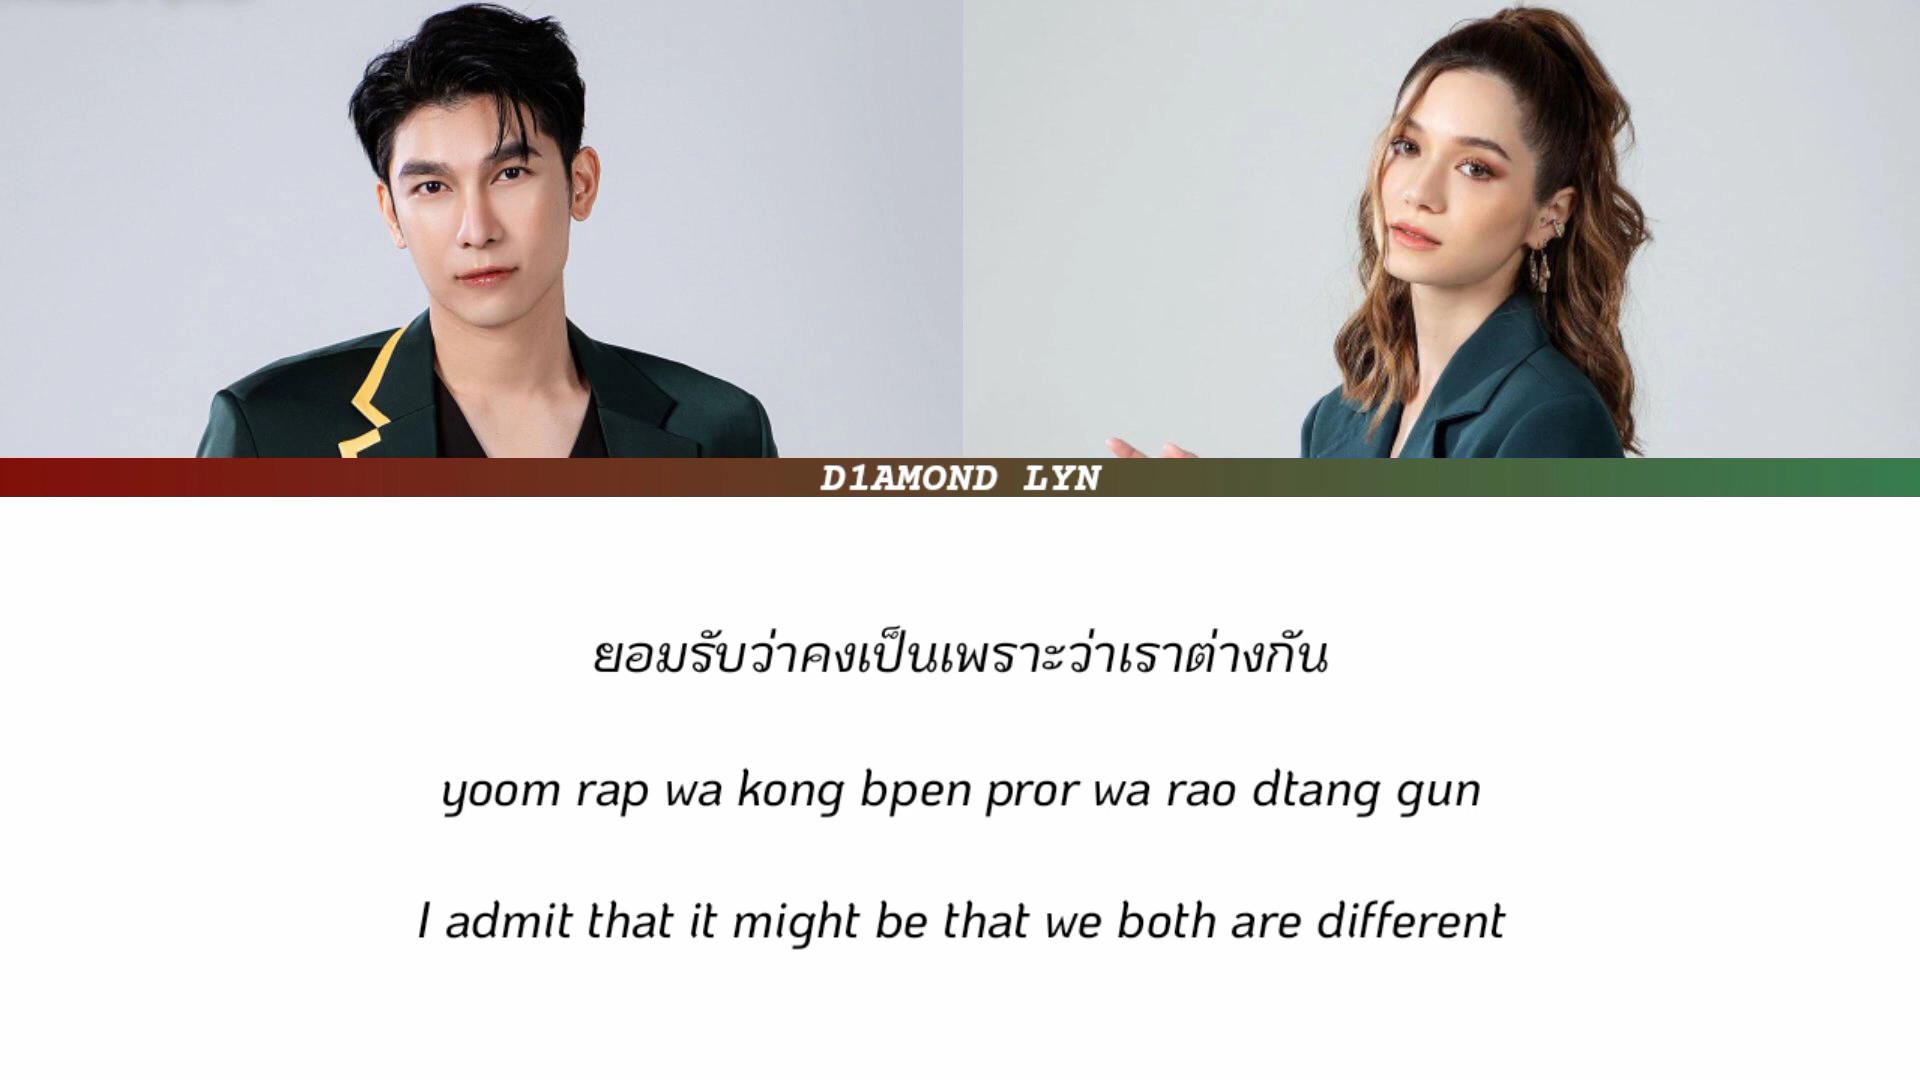 D1AMOND LYN
ยอมรับว่าคงเป็นเพราะว่าเราต่างกัน
yoom rap wa kong bpen pror wa rao dtang gun
I admit that it might be that we both are different